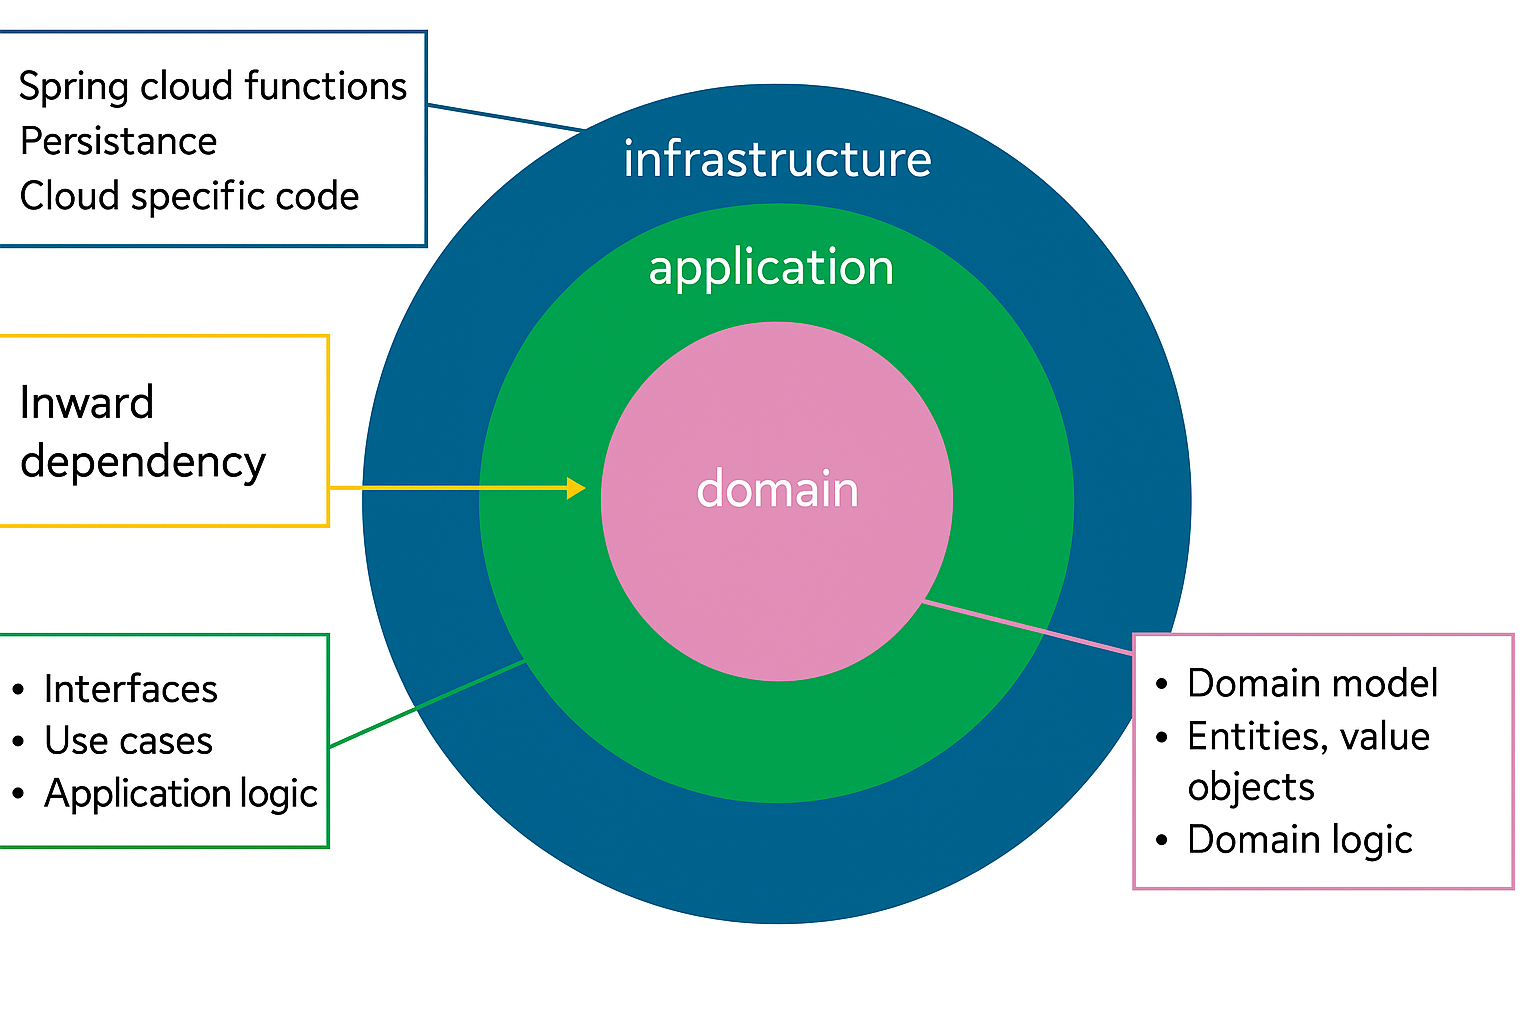 Spring cloud functions
Persistance
Cloud specific code
infrastructure
application
Inward
dependency
domain
• Interfaces
• Use cases
• Application logic
• Domain model
• Entities, value
objects
• Domain logic